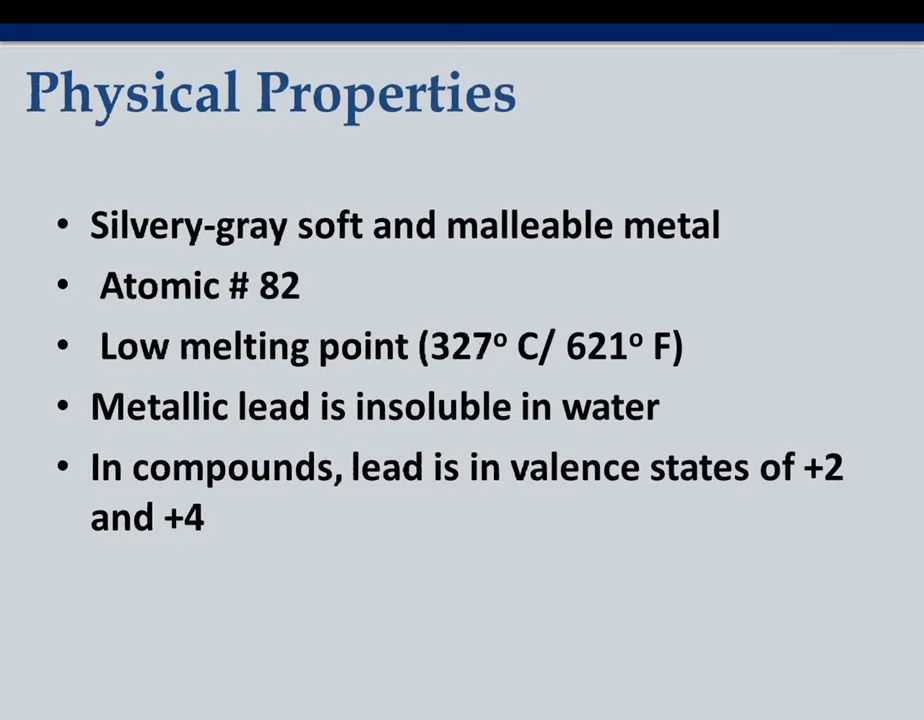 Physical Properties
• Silvery-gray soft and malleable metal
• Atomic # 82
• Low melting point (327º C/ 621º F)
• Metallic lead is insoluble in water
• In compounds, lead is in valence states of +2
and +4